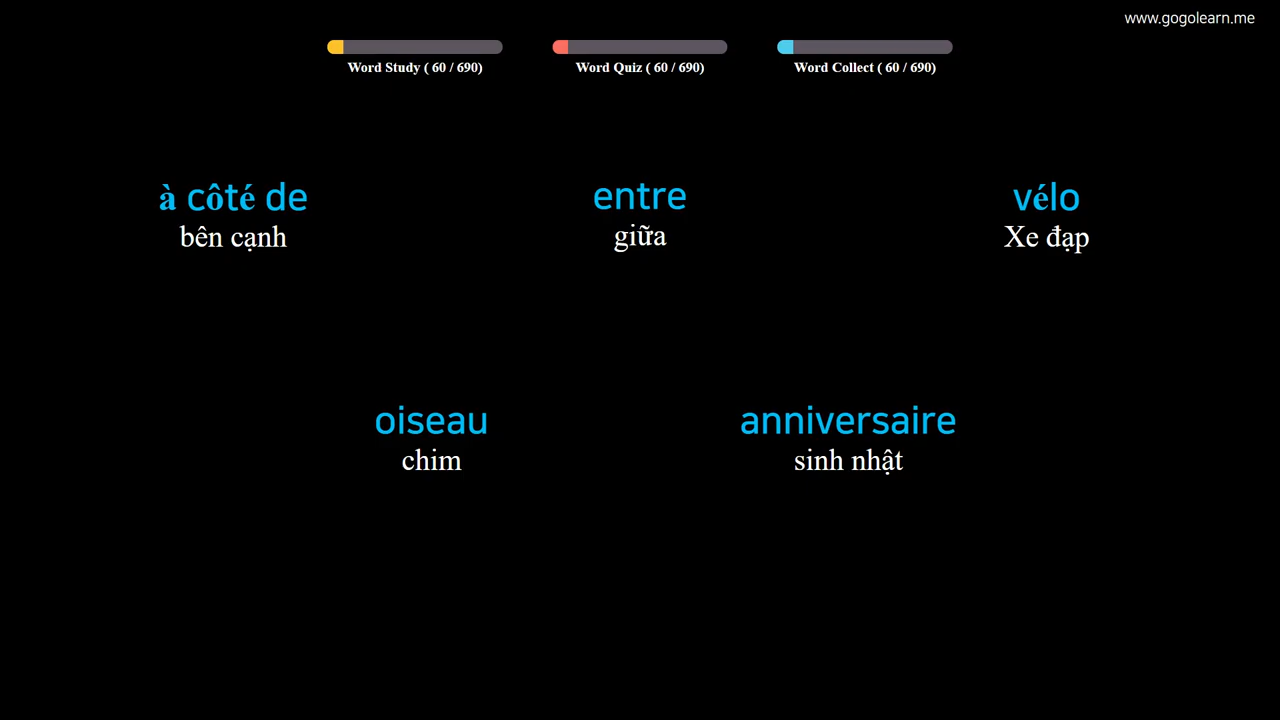 www.gogolearn.me
Word Study ( 60 / 690)
Word Quiz ( 60 / 690)
Word Collect ( 60 / 690)
à côté de
bên cạnh
entre
giữa
vélo
Xe đạp
oiseau
chim
anniversaire
sinh nhật